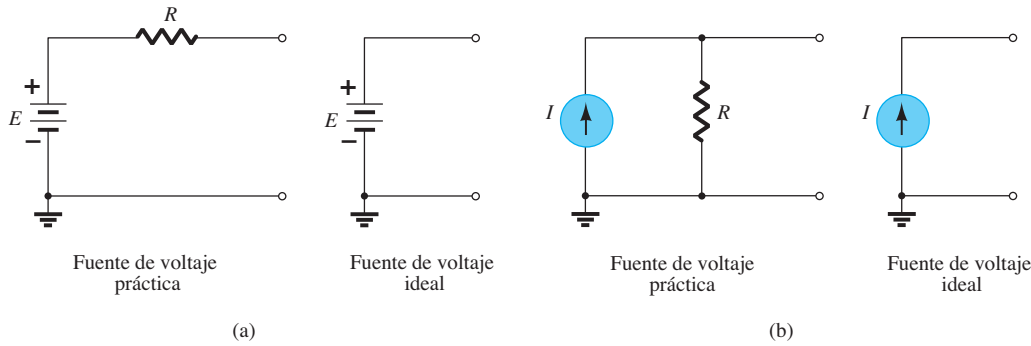 R
+
E
−
Fuente de voltaje
práctica
+
E
−
Fuente de voltaje
ideal
(a)
I
R
Fuente de voltaje
práctica
I
Fuente de voltaje
ideal
(b)